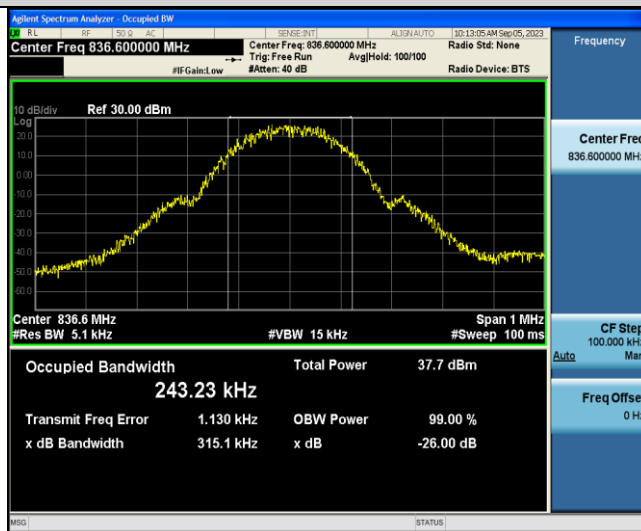 Agilent Spectrum Analyzer - Occupied BW
RL RF 50 Ω AC SENSE:INT ALIGN AUTO 10:13:05 AM Sep 05, 2023
Center Freq 836.600000 MHz
Center Freq: 836.600000 MHz Radio Std: None
Trig: Free Run Avg|Hold: 100/100
#IFGain:Low #Atten: 40 dB Radio Device: BTS
10 dB/div Ref 30.00 dBm
Log
20.0
10.0
0.00
-10.0
-20.0
-30.0
-40.0
-50.0
-60.0
Center 836.6 MHz Span 1 MHz
#Res BW 5.1 kHz #VBW 15 kHz #Sweep 100 ms
Occupied Bandwidth Total Power 37.7 dBm
243.23 kHz
Transmit Freq Error 1.130 kHz OBW Power 99.00 %
x dB Bandwidth 315.1 kHz x dB -26.00 dB
MSG STATUS
Frequency
Center Freq
836.600000 MHz
CF Step
100.000 kHz
Auto Man
Freq Offset
0 Hz